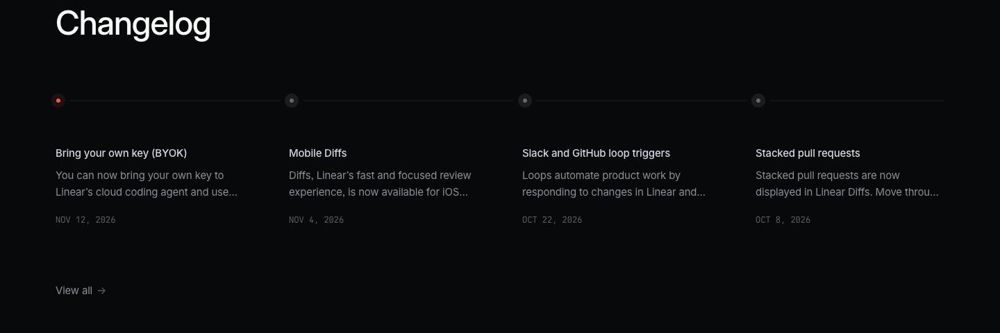 Changelog
Bring your own key (BYOK)
You can now bring your own key to
Linear's cloud coding agent and use...
NOV 12, 2026
Mobile Diffs
Diffs, Linear's fast and focused review
experience, is now available for iOS...
NOV 4, 2026
Slack and GitHub loop triggers
Loops automate product work by
responding to changes in Linear and...
OCT 22, 2026
Stacked pull requests
Stacked pull requests are now
displayed in Linear Diffs. Move throu...
OCT 8, 2026
View all →